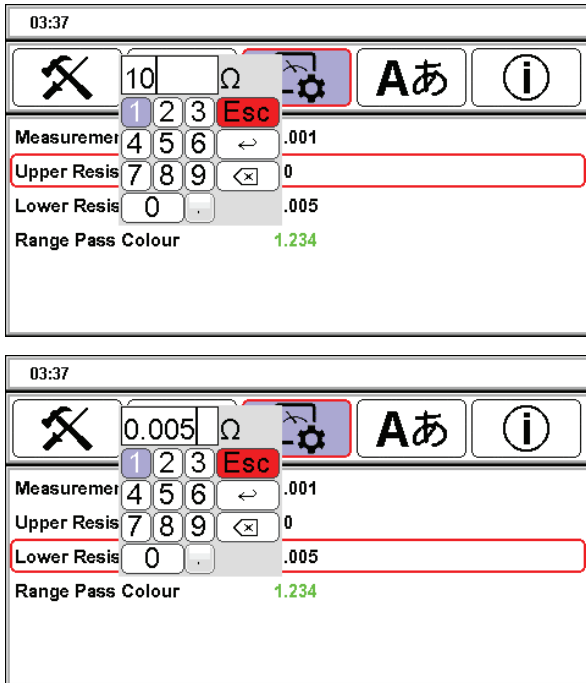 03:37
10 Ω
Aあ i
1 2 3 Esc
Measuremen .001
4 5 6
Upper Resis 0
7 8 9
Lower Resis .005
0 .
Range Pass Colour 1.234
03:37
0.005 Ω
Aあ i
1 2 3 Esc
Measuremen .001
4 5 6
Upper Resis 0
7 8 9
Lower Resis .005
0 .
Range Pass Colour 1.234